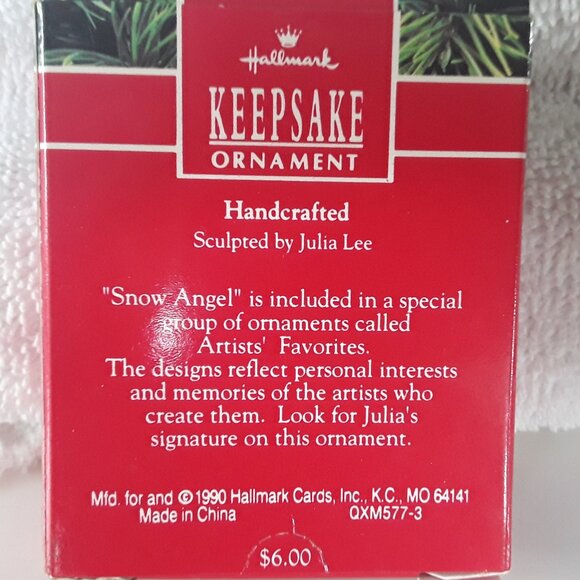 Hallmark
KEEPSAKE
ORNAMENT
Handcrafted
Sculpted by Julia Lee
"Snow Angel" is included in a special
group of ornaments called
Artists' Favorites.
The designs reflect personal interests
and memories of the artists who
create them. Look for Julia's
signature on this ornament.
Mfd. for and © 1990 Hallmark Cards, Inc., K.C., MO 64141
Made in China QXM577-3
$6.00